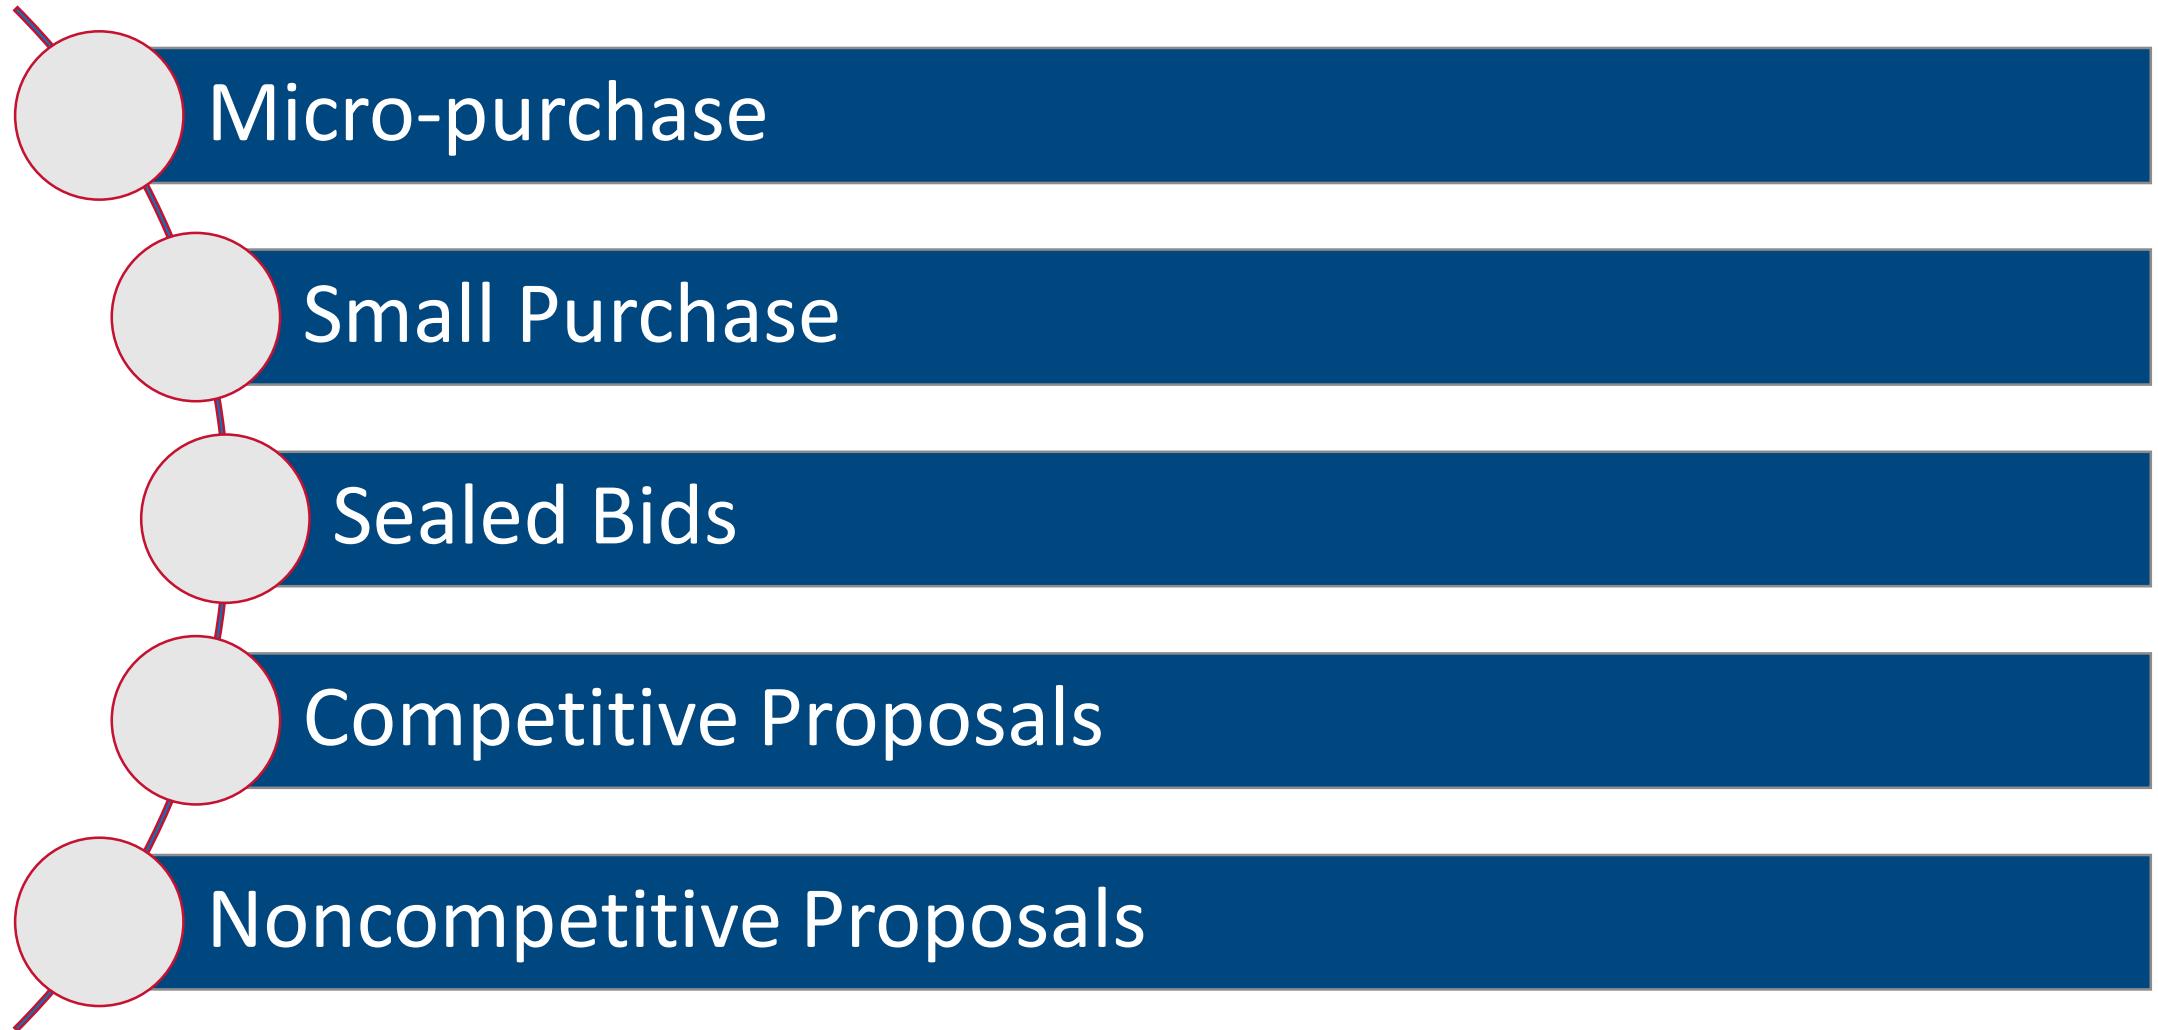 Micro-purchase
Small Purchase
Sealed Bids
Competitive Proposals
Noncompetitive Proposals